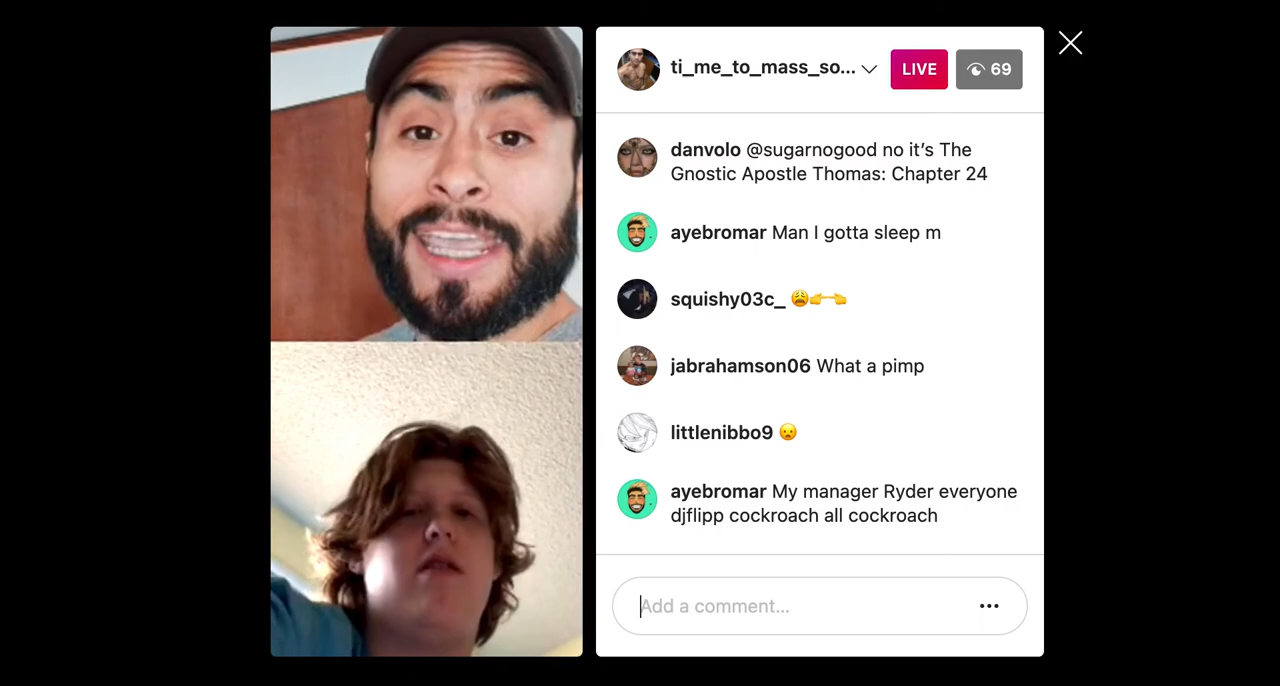 ti_me_to_mass_so...
LIVE
69
danvolo @sugarnogood no it’s The
Gnostic Apostle Thomas: Chapter 24
ayebromar Man I gotta sleep m
squishy03c_ 😩👉👈
jabrahamson06 What a pimp
littlenibbo9 😦
ayebromar My manager Ryder everyone
djflipp cockroach all cockroach
Add a comment...